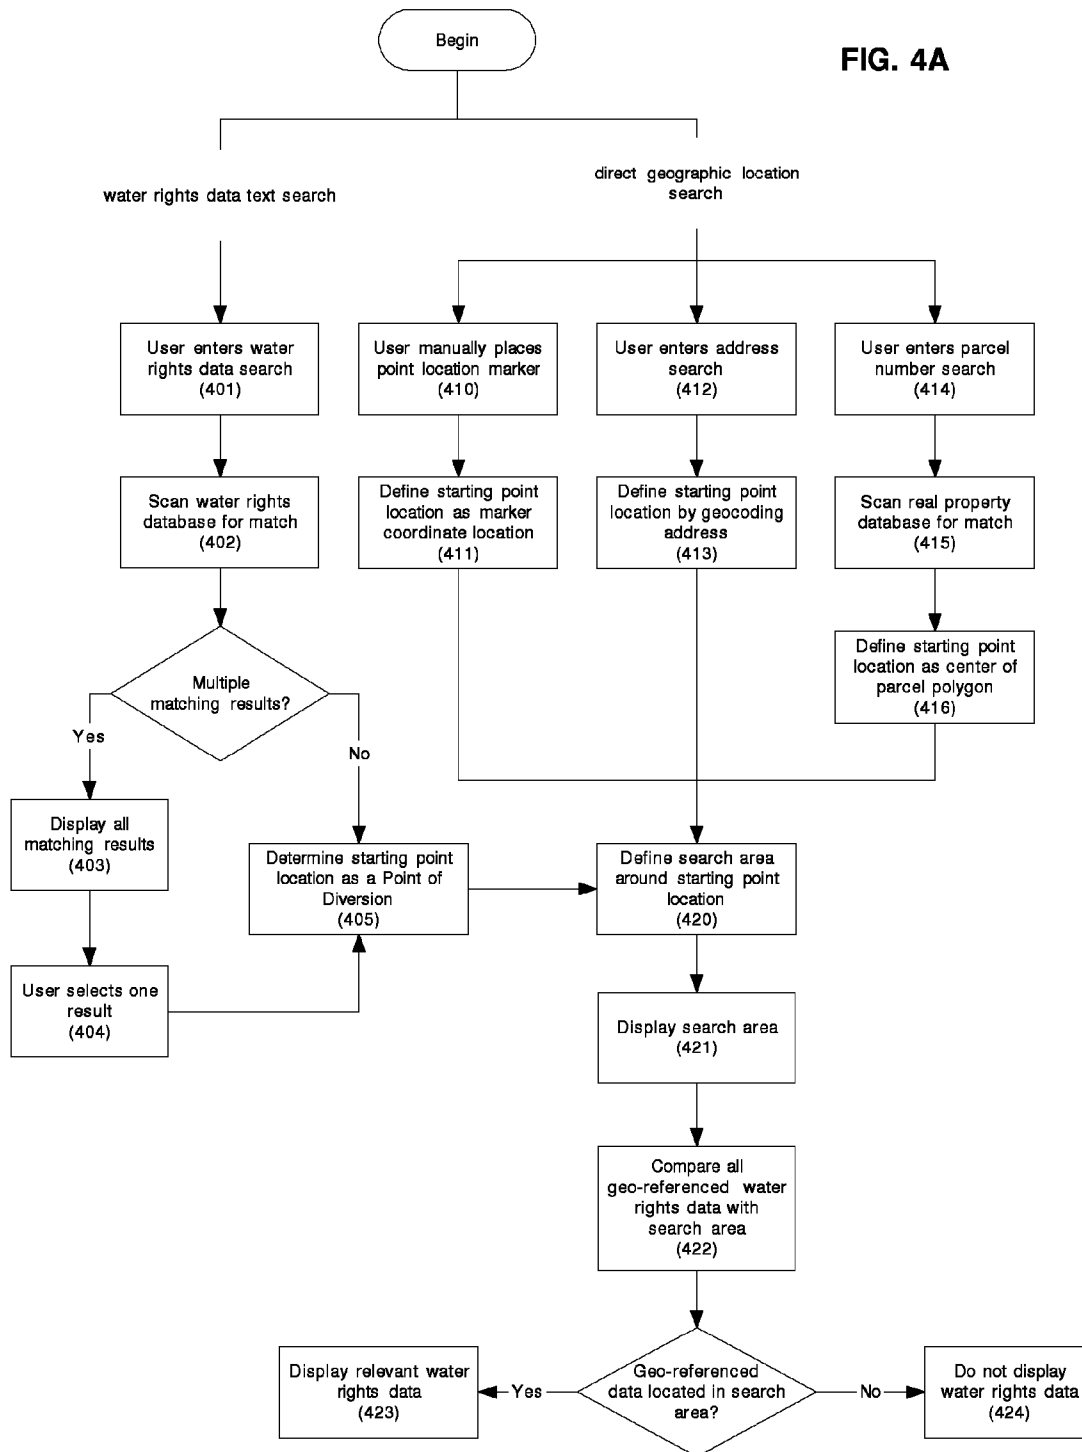 Begin
FIG. 4A
water rights data text search
direct geographic location
search
User enters water
rights data search
(401)
User manually places
point location marker
(410)
User enters address
search
(412)
User enters parcel
number search
(414)
Scan water rights
database for match
(402)
Define starting point
location as marker
coordinate location
(411)
Define starting point
location by geocoding
address
(413)
Scan real property
database for match
(415)
Multiple
matching results?
Define starting point
location as center of
parcel polygon
(416)
Yes
No
Display all
matching results
(403)
Determine starting point
location as a Point of
Diversion
(405)
Define search area
around starting point
location
(420)
User selects one
result
(404)
Display search area
(421)
Compare all
geo-referenced water
rights data with
search area
(422)
Display relevant water
rights data
(423)
Yes
Geo-referenced
data located in search
area?
No
Do not display
water rights data
(424)